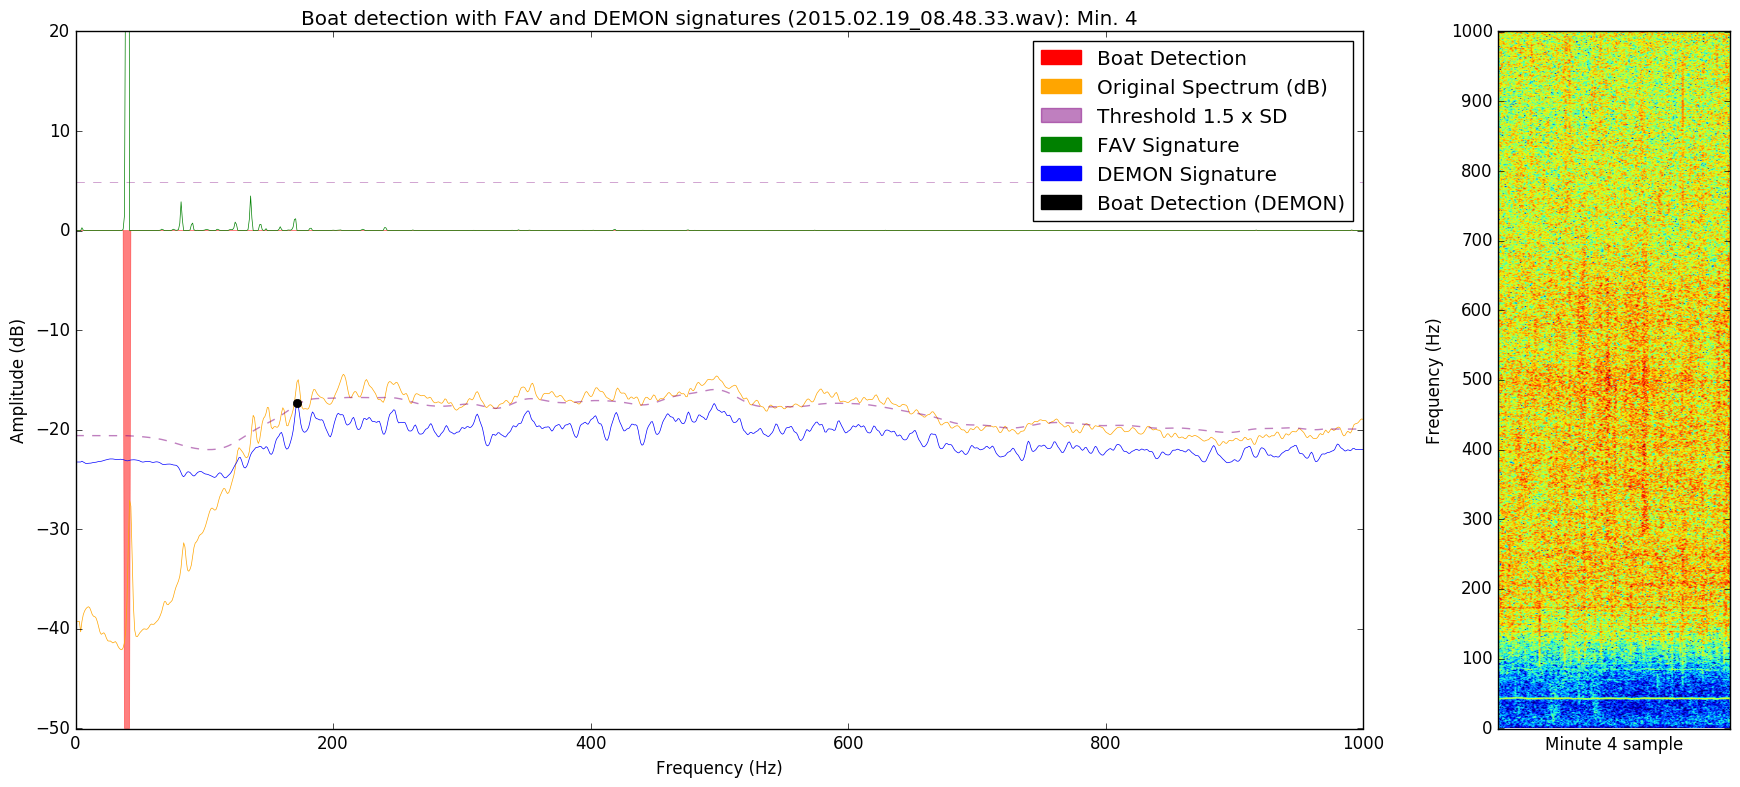 Boat detection with FAV and DEMON signatures (2015.02.19_08.48.33.wav): Min. 4
Boat Detection
Original Spectrum (dB)
Threshold 1.5 x SD
FAV Signature
DEMON Signature
Boat Detection (DEMON)
20
10
0
−10
−20
−30
−40
−50
Amplitude (dB)
0 200 400 600 800 1000
Frequency (Hz)
1000
900
800
700
600
500
400
300
200
100
0
Frequency (Hz)
Minute 4 sample